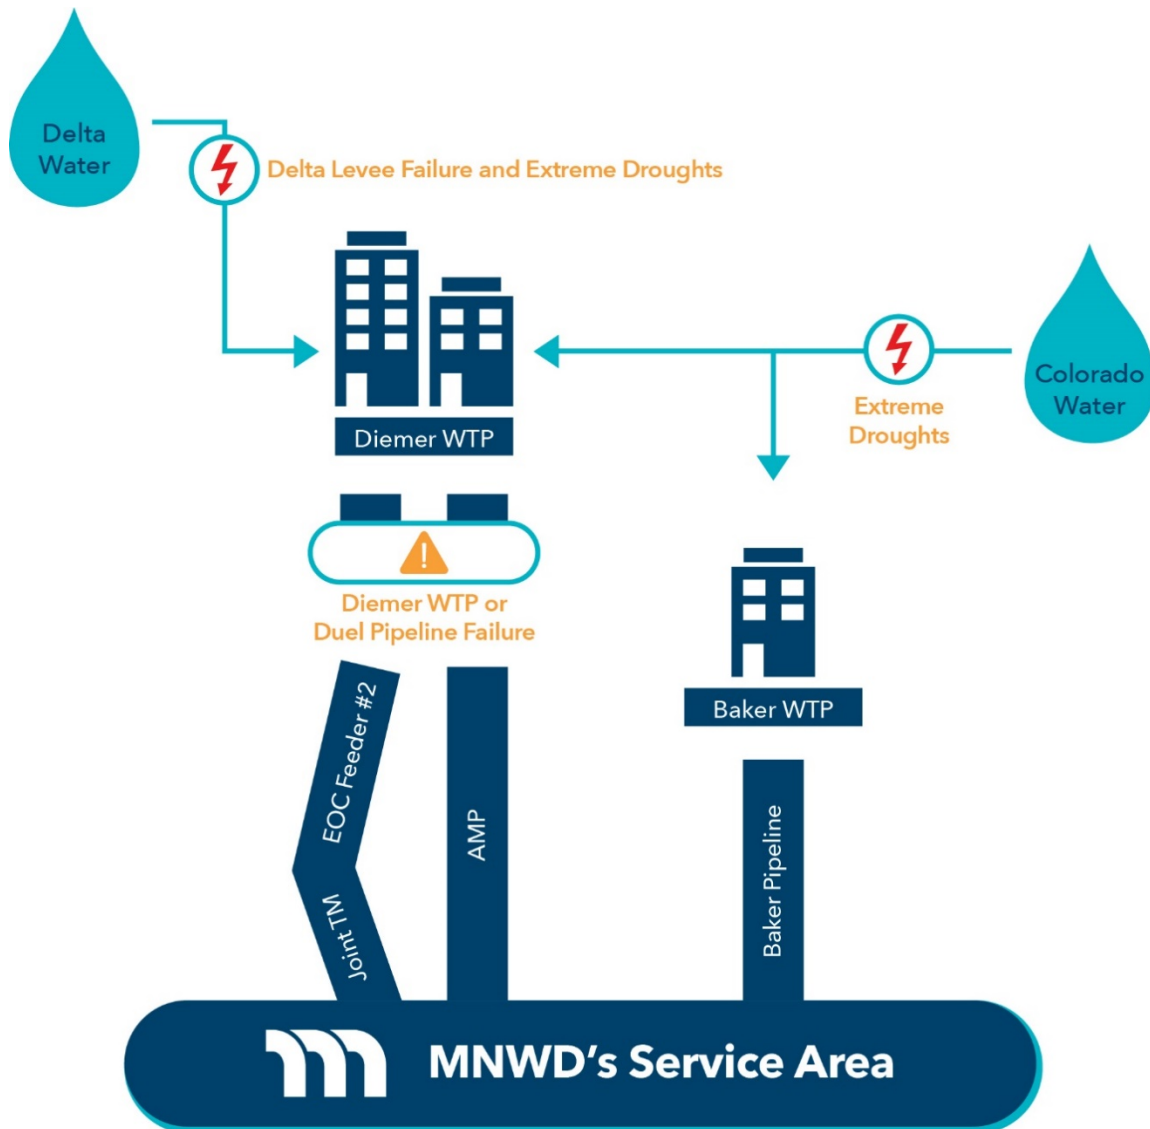 Delta
Water
Delta Levee Failure and Extreme Droughts
Colorado
Water
Extreme
Droughts
Diemer WTP
!
Diemer WTP or
Duel Pipeline Failure
Baker WTP
EOC Feeder #2
Joint TM
AMP
Baker Pipeline
m MNWD's Service Area